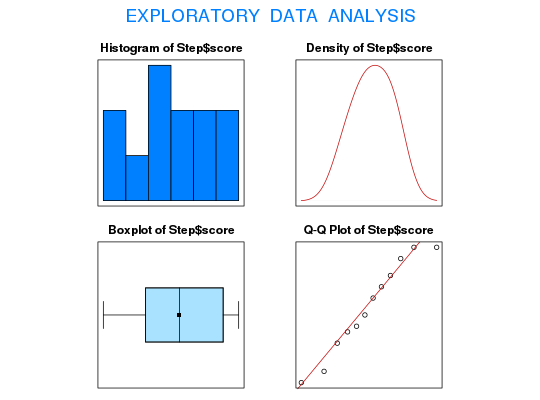 EXPLORATORY DATA ANALYSIS
Histogram of Step$score
Density of Step$score
Boxplot of Step$score
Q-Q Plot of Step$score